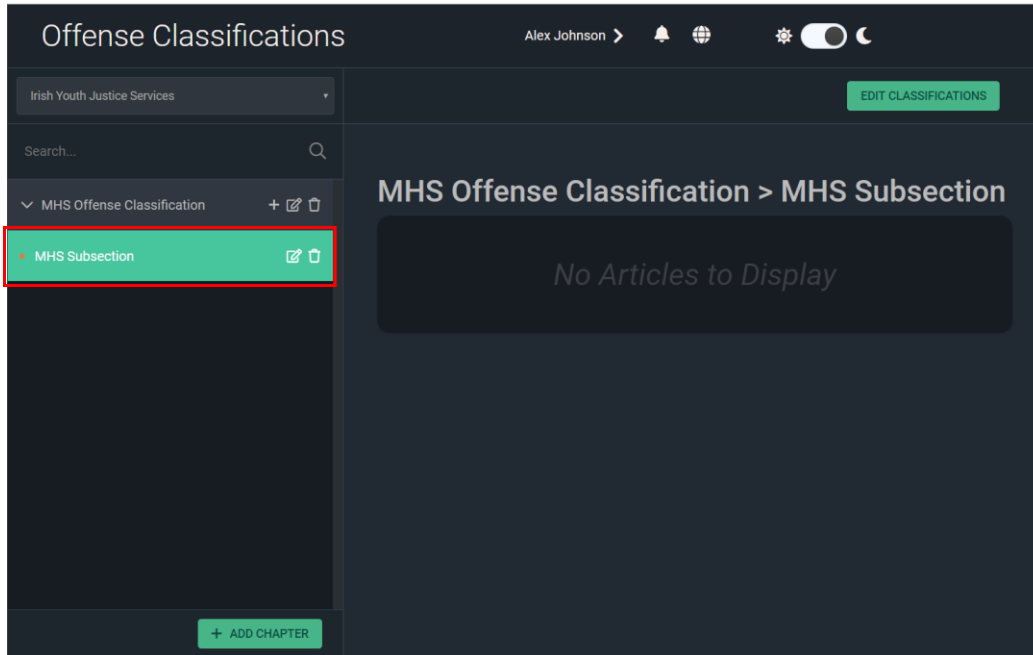 Offense Classifications
Alex Johnson
Irish Youth Justice Services
EDIT CLASSIFICATIONS
Search...
MHS Offense Classification
MHS Subsection
MHS Offense Classification > MHS Subsection
No Articles to Display
+ ADD CHAPTER